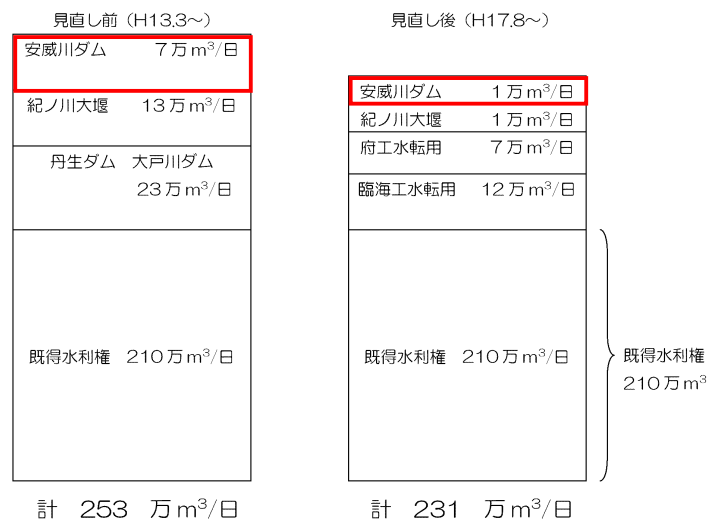 見直し前（H13.3～）
安威川ダム 7万m³/日
紀ノ川大堰 13万m³/日
丹生ダム 大戸川ダム
23万m³/日
既得水利権 210万m³/日
計 253 万m³/日
見直し後（H17.8～）
安威川ダム 1万m³/日
紀ノ川大堰 1万m³/日
府工水転用 7万m³/日
臨海工水転用 12万m³/日
既得水利権 210万m³/日
計 231 万m³/日
既得水利権
210万m³